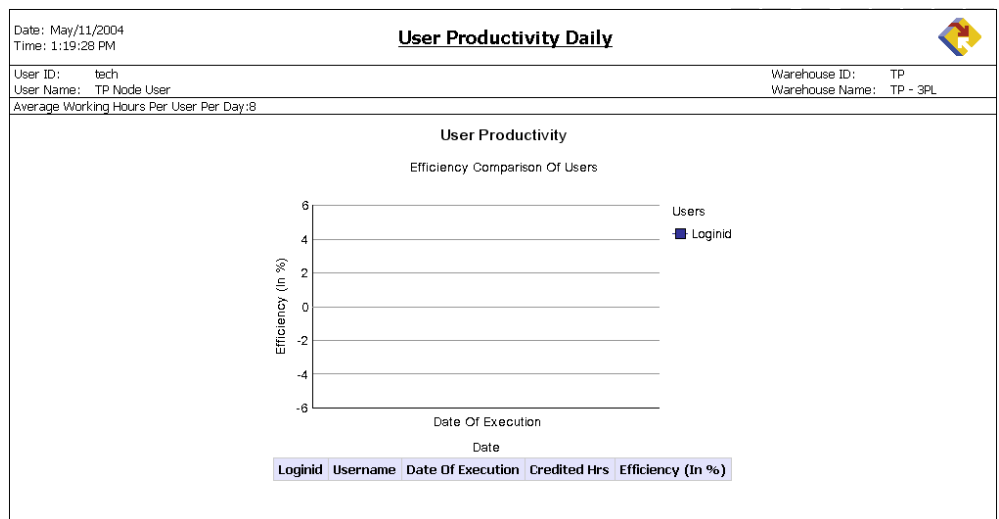 Date: May/11/2004
Time: 1:19:28 PM
User Productivity Daily
User ID: tech
User Name: TP Node User
Warehouse ID: TP
Warehouse Name: TP - 3PL
Average Working Hours Per User Per Day:8
User Productivity
Efficiency Comparison Of Users
6
4
2
0
-2
-4
-6
Efficiency (In %)
Users
Loginid
Date Of Execution
Date
Loginid Username Date Of Execution Credited Hrs Efficiency (In %)